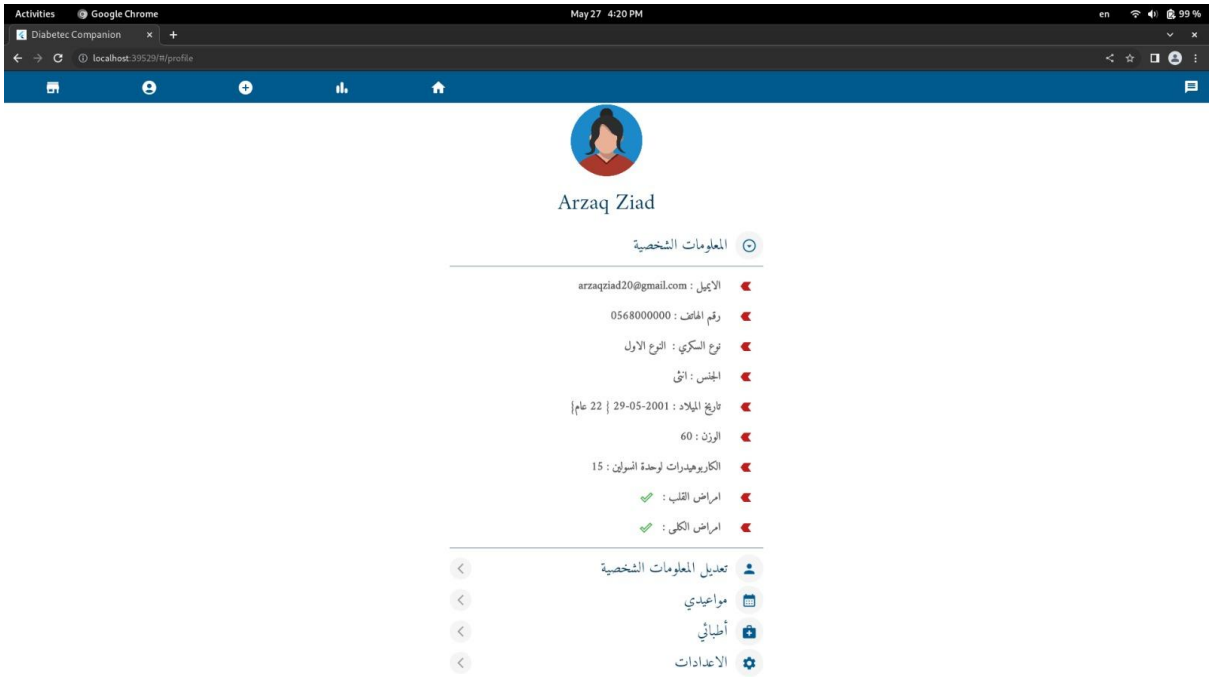 Activities Google Chrome May 27 4:20 PM en 99 %
Diabetec Companion
localhost:39529/#/profile
Arzaq Ziad
المعلومات الشخصية
الايميل : arzaqziad20@gmail.com
رقم الهاتف : 0568000000
نوع السكري : النوع الاول
الجنس : انثى
تاريخ الميلاد : 2001-05-29 { 22 عام}
الوزن : 60
الكاربوهيدرات لوحدة انسولين : 15
امراض القلب :
امراض الكلى :
تعديل المعلومات الشخصية
مواعيدي
أطبائي
الاعدادات